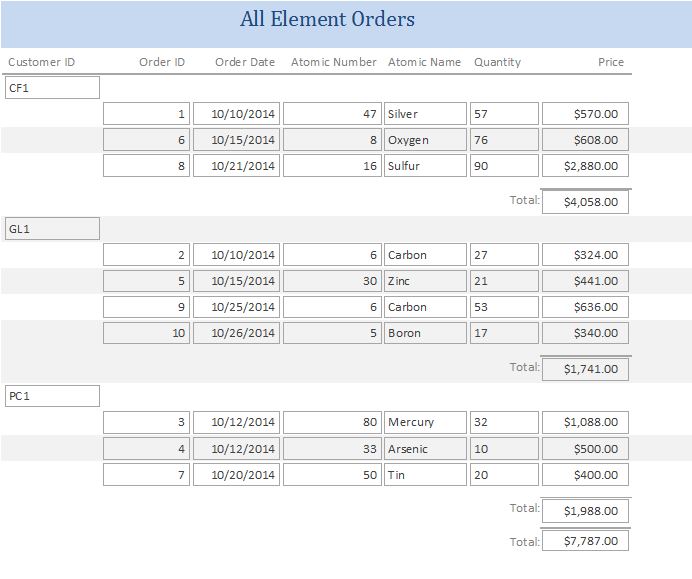 All Element Orders
Customer ID Order ID Order Date Atomic Number Atomic Name Quantity Price
CF1
1 10/10/2014 47 Silver 57 $570.00
6 10/15/2014 8 Oxygen 76 $608.00
8 10/21/2014 16 Sulfur 90 $2,880.00
Total: $4,058.00
GL1
2 10/10/2014 6 Carbon 27 $324.00
5 10/15/2014 30 Zinc 21 $441.00
9 10/25/2014 6 Carbon 53 $636.00
10 10/26/2014 5 Boron 17 $340.00
Total: $1,741.00
PC1
3 10/12/2014 80 Mercury 32 $1,088.00
4 10/12/2014 33 Arsenic 10 $500.00
7 10/20/2014 50 Tin 20 $400.00
Total: $1,988.00
Total: $7,787.00